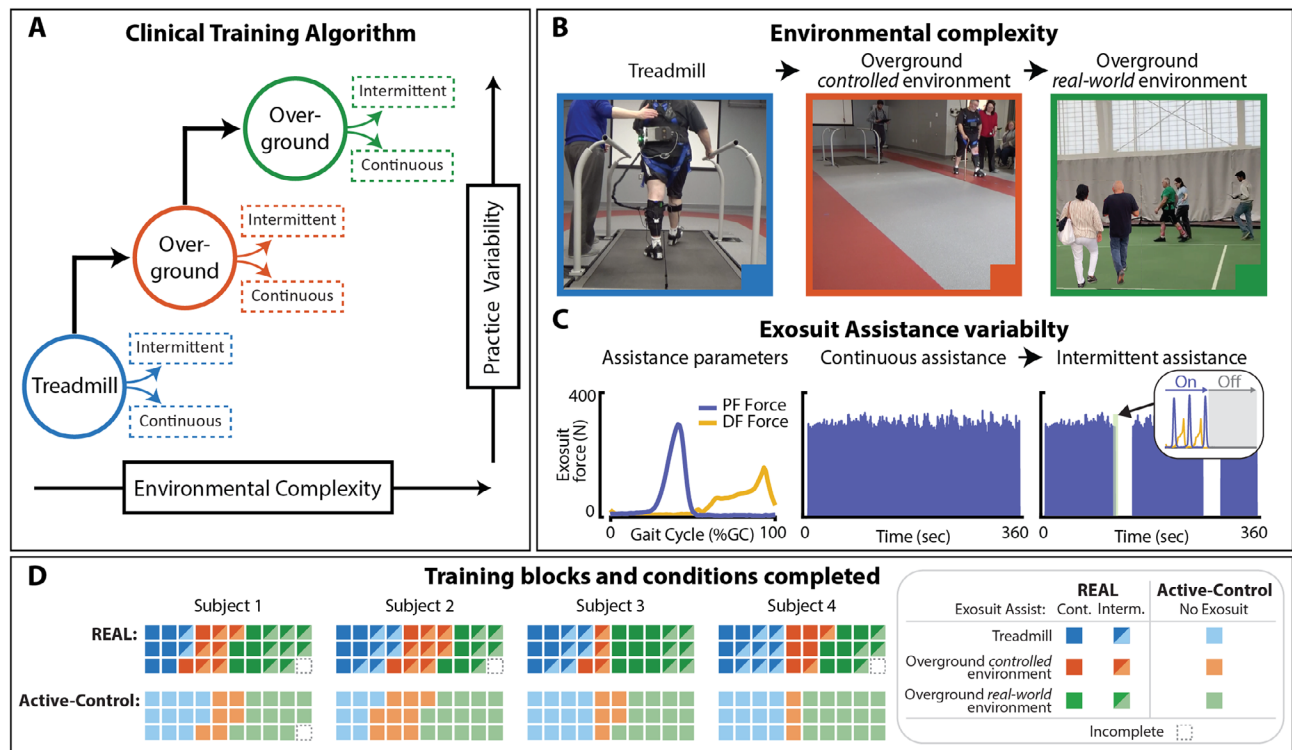 A
Clinical Training Algorithm
Over-
ground
Intermittent
Continuous
Over-
ground
Intermittent
Continuous
Treadmill
Intermittent
Continuous
Practice Variability
Environmental Complexity
B
Environmental complexity
Treadmill
Overground
controlled environment
Overground
real-world environment
C
Exosuit Assistance variabilty
Assistance parameters
Continuous assistance
Intermittent assistance
400
0
Exosuit
force (N)
PF Force
DF Force
0
Gait Cycle (%GC)
100
0
Time (sec)
360
On
Off
0
Time (sec)
360
D
Training blocks and conditions completed
Subject 1
Subject 2
Subject 3
Subject 4
REAL:
Active-Control:
REAL
Active-Control
Exosuit Assist:
Cont.
Interm.
No Exosuit
Treadmill
Overground controlled
environment
Overground real-world
environment
Incomplete